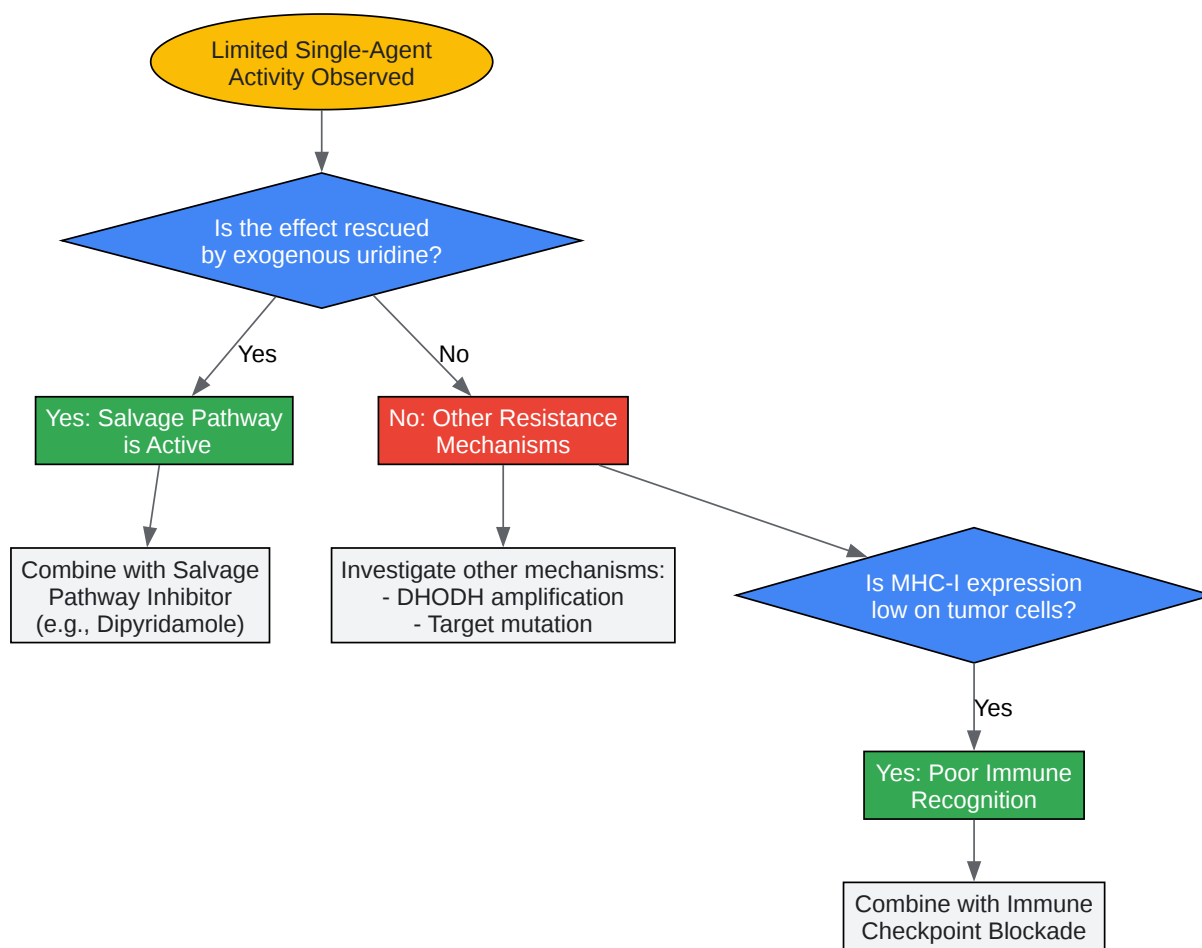 Limited Single-Agent
Activity Observed
Is the effect rescued
by exogenous uridine?
Yes
No
Yes: Salvage Pathway
is Active
No: Other Resistance
Mechanisms
Combine with Salvage
Pathway Inhibitor
(e.g., Dipyridamole)
Investigate other mechanisms:
- DHODH amplification
- Target mutation
Is MHC-I expression
low on tumor cells?
Yes
Yes: Poor Immune
Recognition
Combine with Immune
Checkpoint Blockade